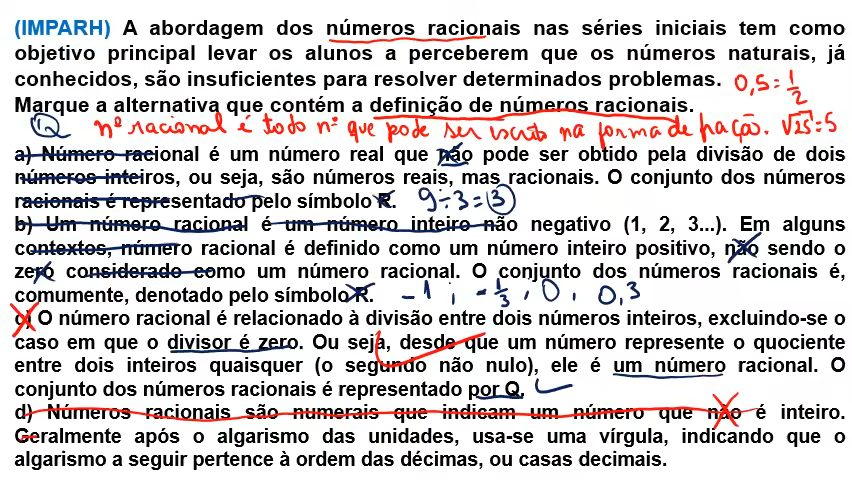 (IMPARH) A abordagem dos números racionais nas séries iniciais tem como
objetivo principal levar os alunos a perceberem que os números naturais, já
conhecidos, são insuficientes para resolver determinados problemas. 0,5 = 1/2
Marque a alternativa que contém a definição de números racionais.
Q nº racional é todo nº que pode ser escrito na forma de fração. √25 = 5
a) Número racional é um número real que não pode ser obtido pela divisão de dois
números inteiros, ou seja, são números reais, mas racionais. O conjunto dos números
racionais é representado pelo símbolo R. 9 ÷ 3 = 3
b) Um número racional é um número inteiro não negativo (1, 2, 3...). Em alguns
contextos, número racional é definido como um número inteiro positivo, não sendo o
zero considerado como um número racional. O conjunto dos números racionais é,
comumente, denotado pelo símbolo R. -1 ; -1/3 , 0 , 0,3
c) O número racional é relacionado à divisão entre dois números inteiros, excluindo-se o
caso em que o divisor é zero. Ou seja, desde que um número represente o quociente
entre dois inteiros quaisquer (o segundo não nulo), ele é um número racional. O
conjunto dos números racionais é representado por Q.
d) Números racionais são numerais que indicam um número que não é inteiro.
Geralmente após o algarismo das unidades, usa-se uma vírgula, indicando que o
algarismo a seguir pertence à ordem das décimas, ou casas decimais.